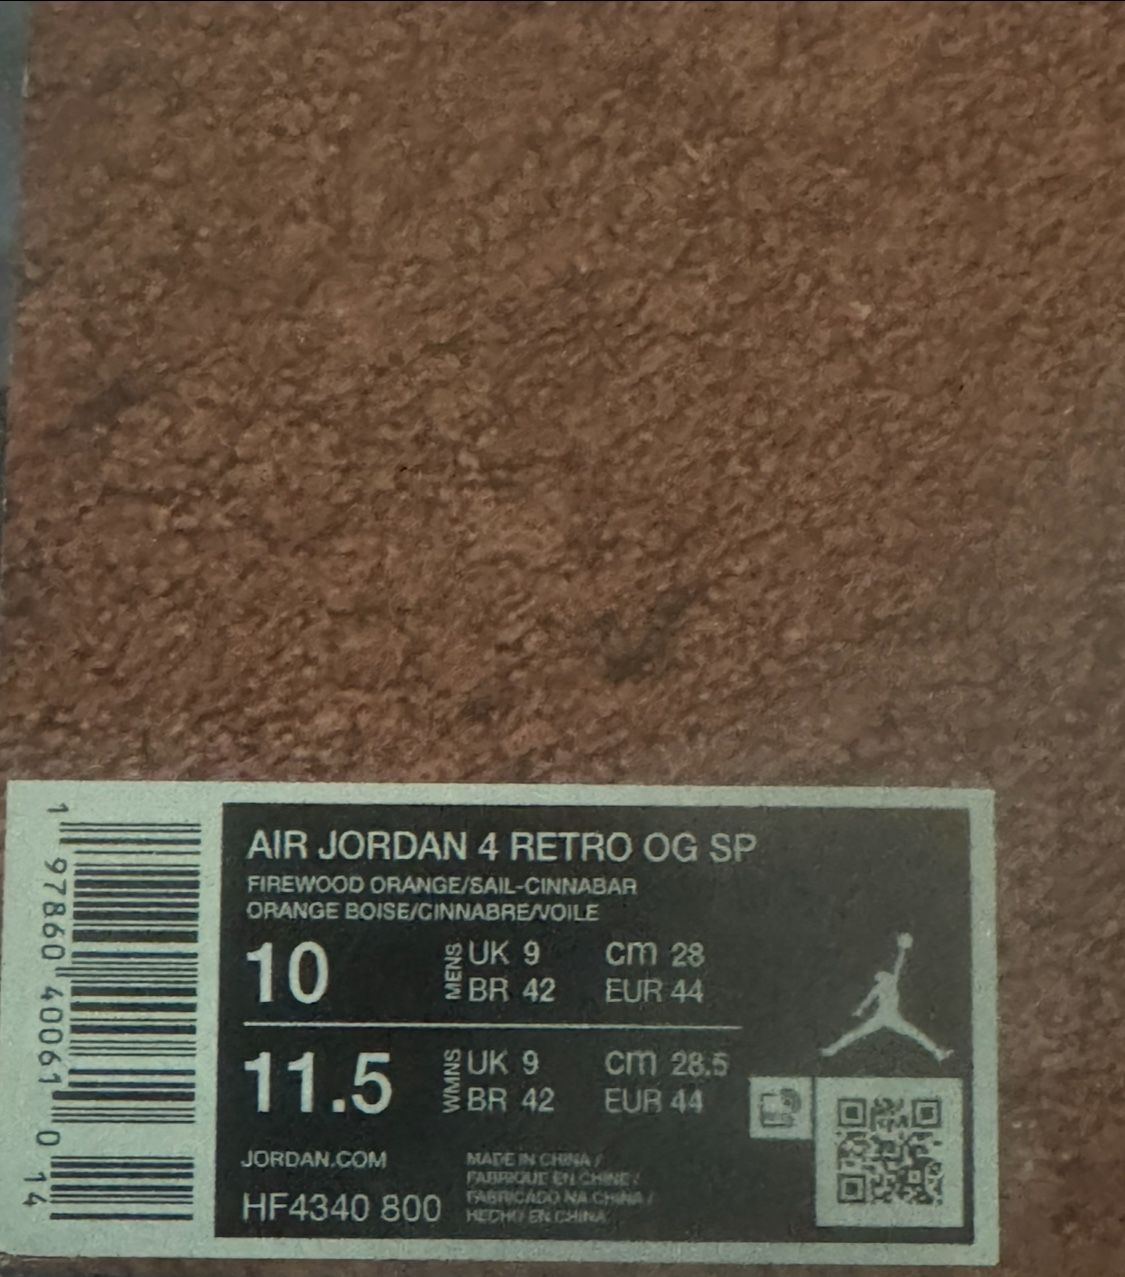 AIR JORDAN 4 RETRO OG SP
FIREWOOD ORANGE/SAIL-CINNABAR
ORANGE BOISE/CINNABRE/VOILE
10 MENS UK 9 cm 28
BR 42 EUR 44
11.5 WMNS UK 9 cm 28.5
BR 42 EUR 44
JORDAN.COM
HF4340 800
MADE IN CHINA /
FABRIQUÉ EN CHINE /
FABRICADO NA CHINA /
HECHO EN CHINA
1 97860 40061 0 14